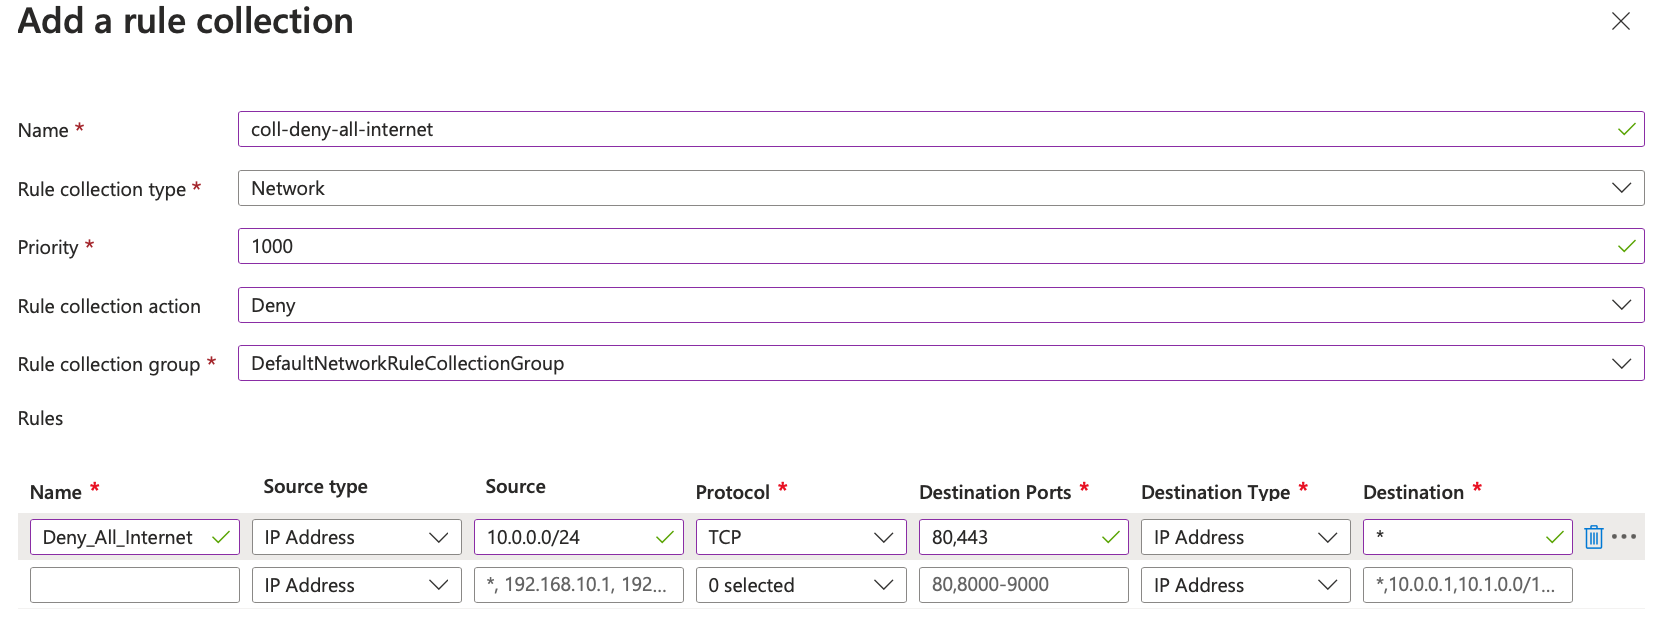 Add a rule collection
Name *
coll-deny-all-internet
Rule collection type *
Network
Priority *
1000
Rule collection action
Deny
Rule collection group *
DefaultNetworkRuleCollectionGroup
Rules
Name * Source type Source Protocol * Destination Ports * Destination Type * Destination *
Deny_All_Internet IP Address 10.0.0.0/24 TCP 80,443 IP Address *
IP Address *, 192.168.10.1, 192... 0 selected 80,8000-9000 IP Address *,10.0.0.1,10.1.0.0/1...